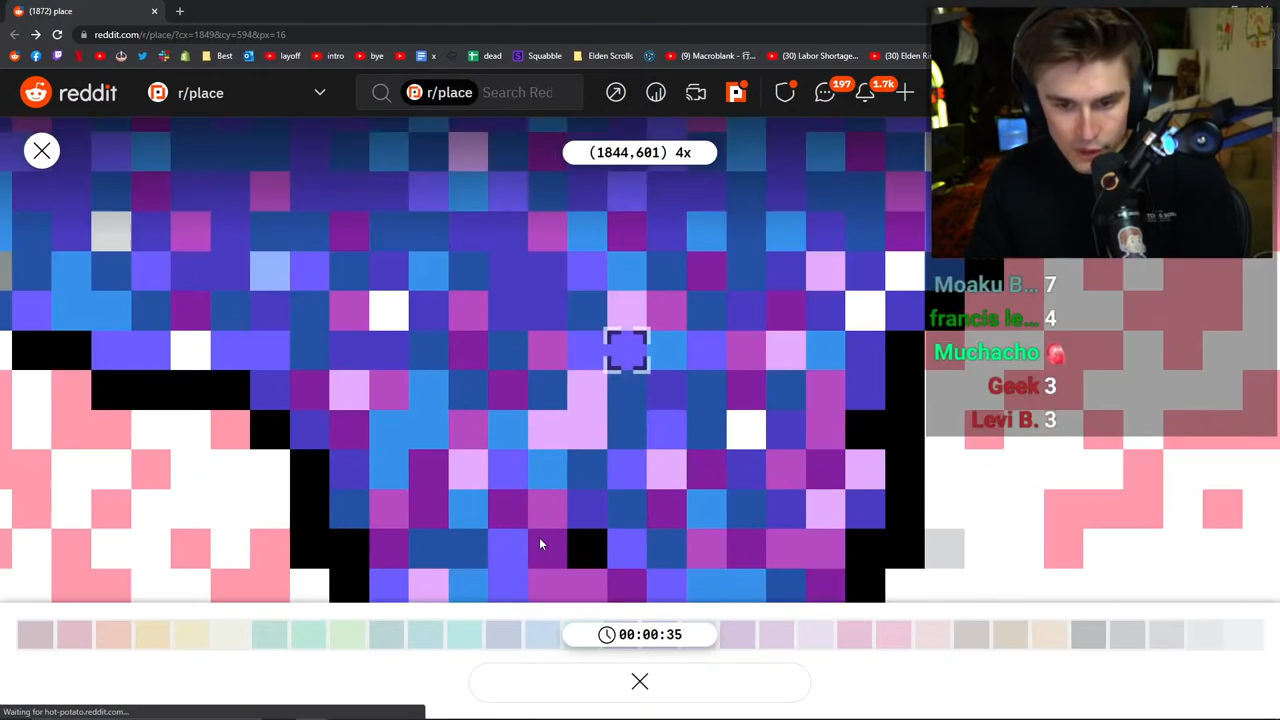 (1872) place
reddit.com/r/place/?cx=1849&cy=594&px=16
Best
layoff
intro
bye
x
dead
Squabble
Elden Scrolls
(9) Macroblank – (T...
(30) Labor Shortage...
(30) Elden R
reddit
r/place
r/place
Search Red
197
1.7k
(1844,601) 4x
Moaku B... 7
francis le... 4
Muchacho
Geek 3
Levi B. 3
00:00:35
Waiting for hot-potato.reddit.com...